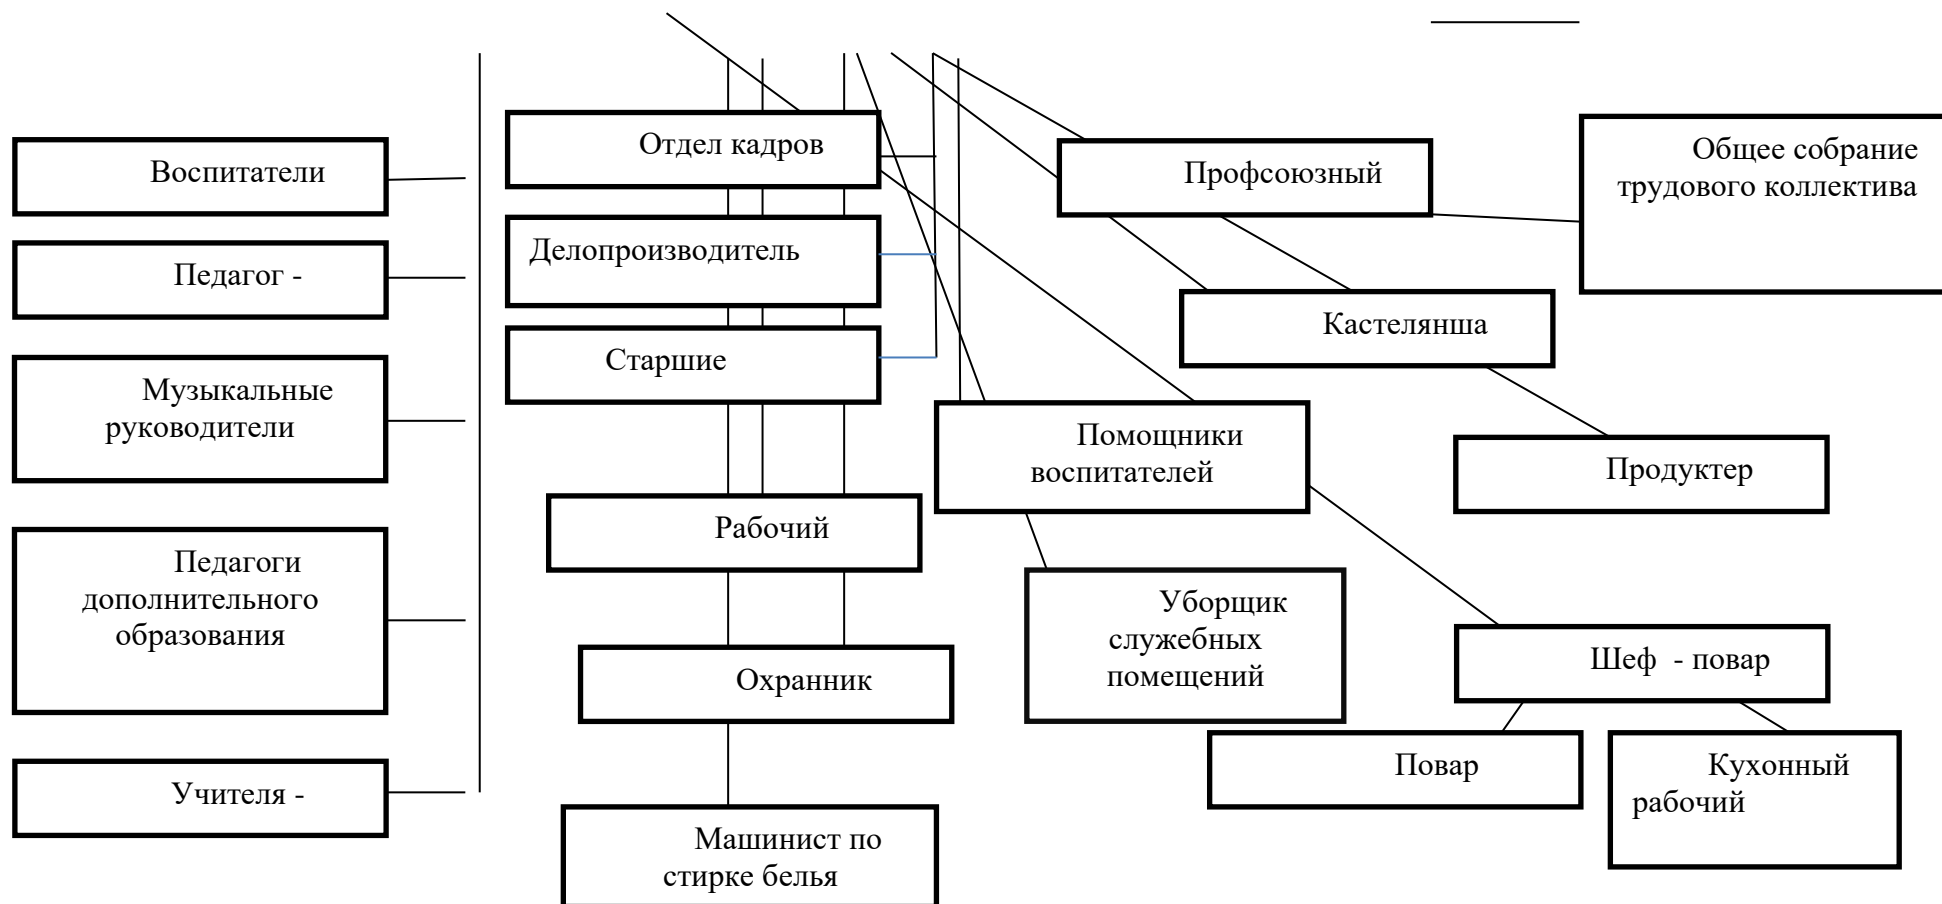 Воспитатели
Педагог -
Музыкальные
руководители
Педагоги
дополнительного
образования
Учителя -
Отдел кадров
Делопроизводитель
Старшие
Рабочий
Охранник
Машинист по
стирке белья
Помощники
воспитателей
Уборщик
служебных
помещений
Профсоюзный
Общее собрание
трудового коллектива
Кастелянша
Продуктер
Шеф - повар
Повар
Кухонный
рабочий